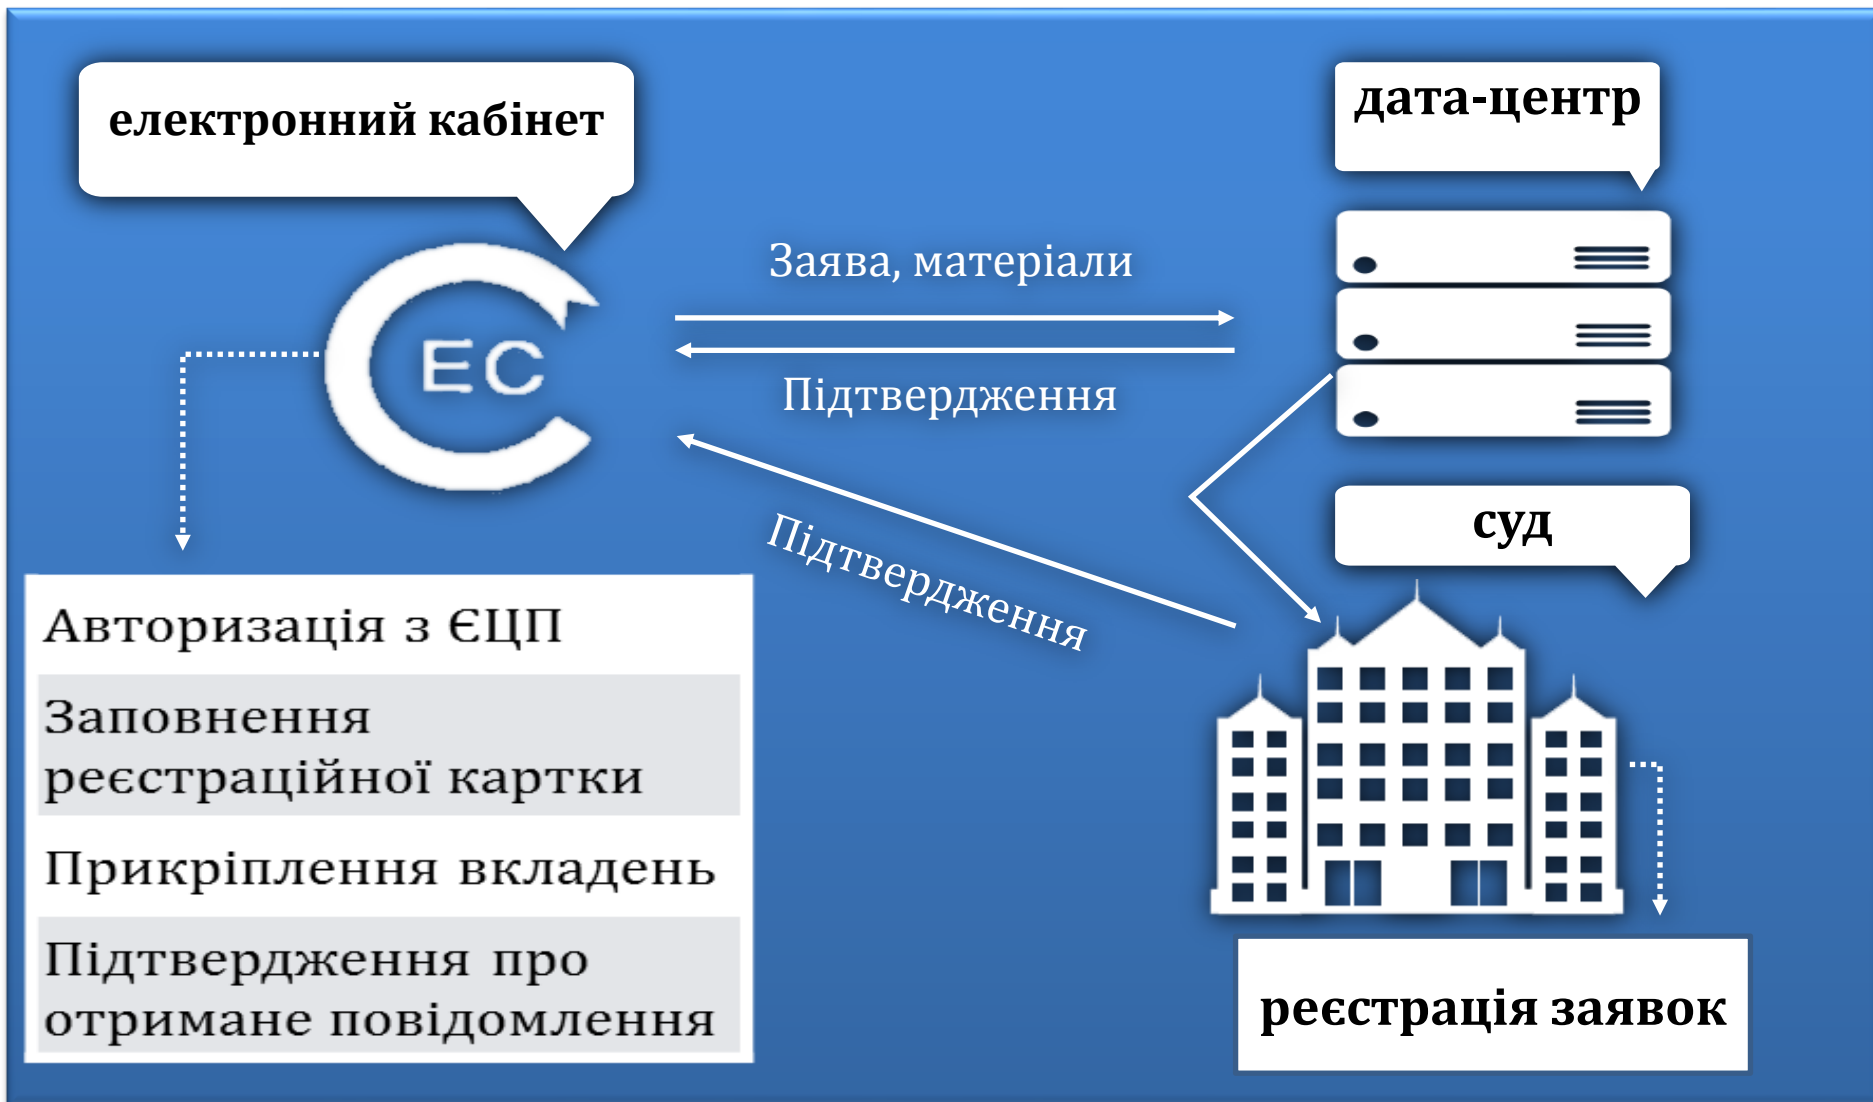 електронний кабінет
дата-центр
Заява, матеріали
ЕС
Підтвердження
суд
Підтвердження
Авторизація з ЄЦП
Заповнення
реєстраційної картки
Прикріплення вкладень
Підтвердження про
отримане повідомлення
реєстрація заявок